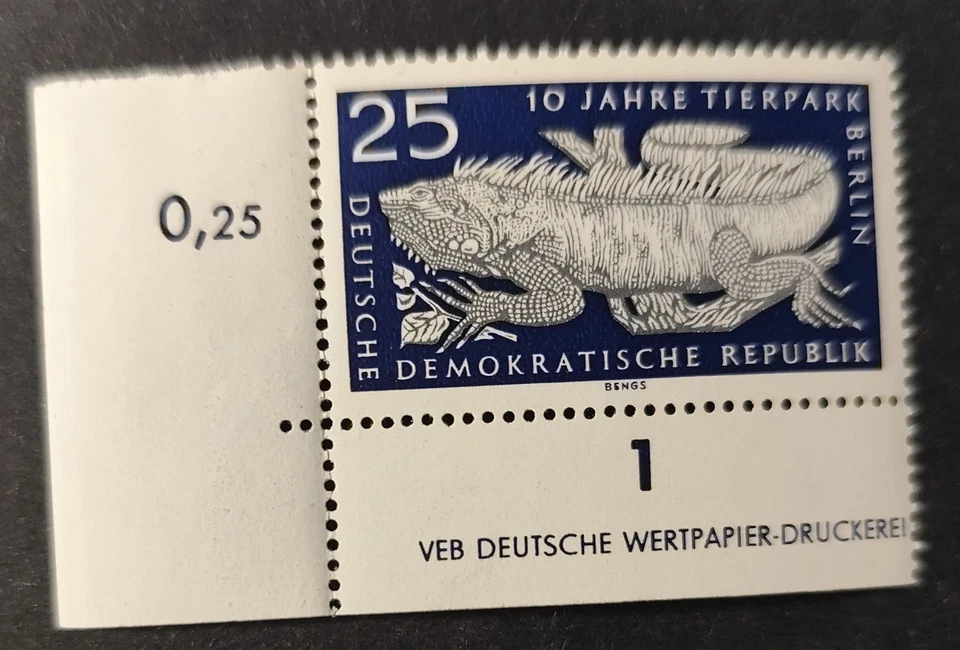 25
10 JAHRE TIERPARK
BERLIN
0,25
DEUTSCHE
DEMOKRATISCHE REPUBLIK
BENGS
1
VEB DEUTSCHE WERTPAPIER-DRUCKEREI